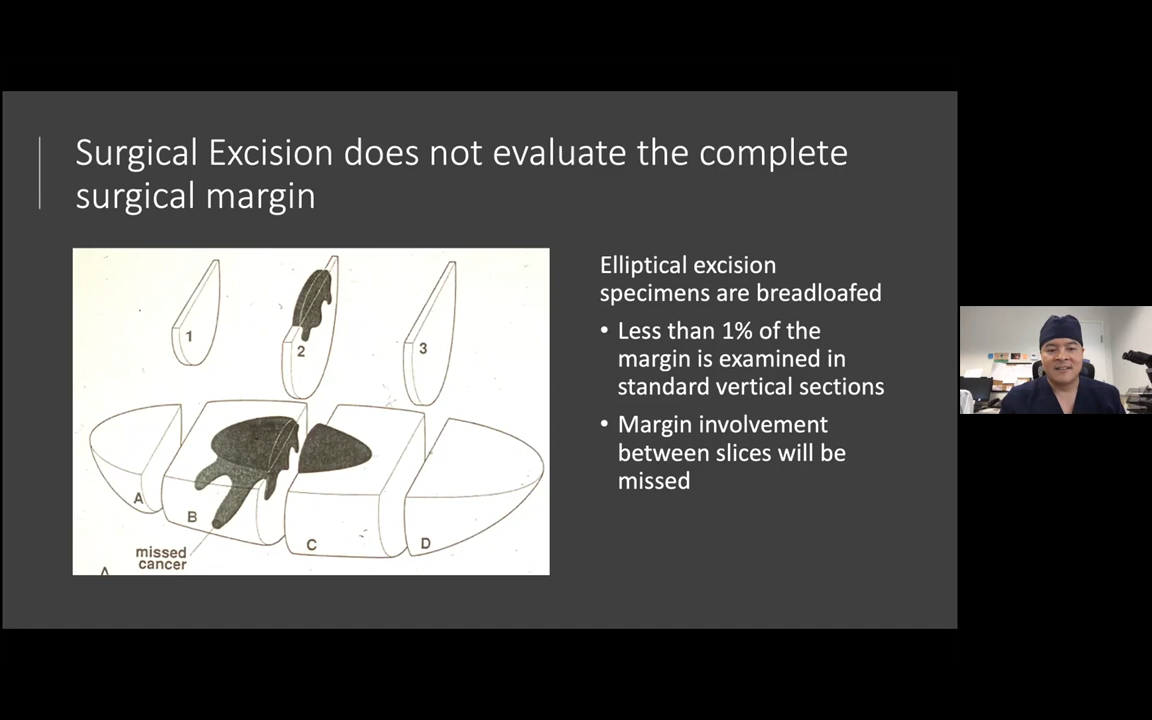 Surgical Excision does not evaluate the complete
surgical margin
1
2
3
A
B
C
D
missed
cancer
Elliptical excision
specimens are breadloafed
• Less than 1% of the
margin is examined in
standard vertical sections
• Margin involvement
between slices will be
missed